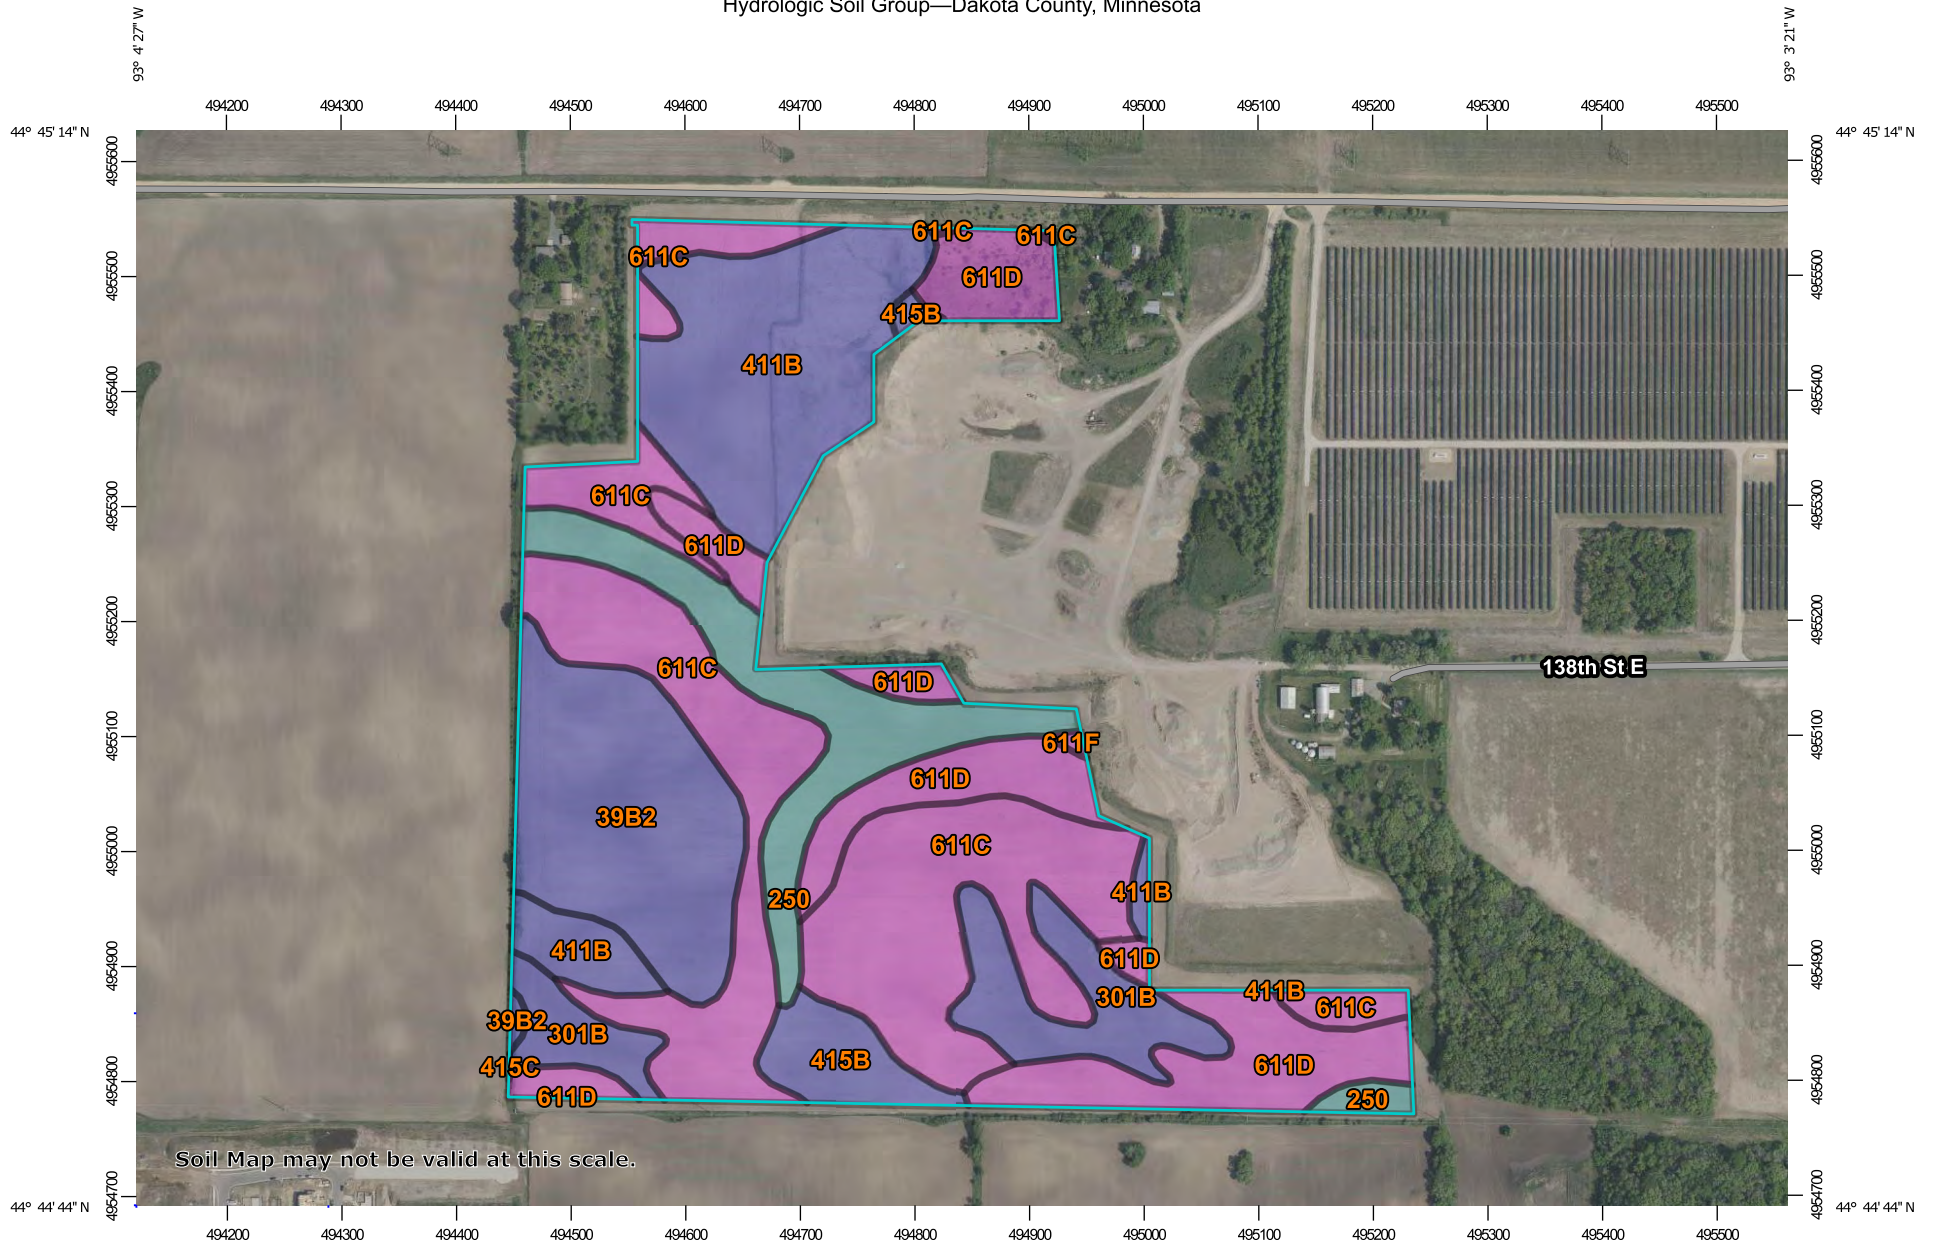 Hydrologic Soil Group—Dakota County, Minnesota
93° 4' 27" W
93° 3' 21" W
494200 494300 494400 494500 494600 494700 494800 494900 495000 495100 495200 495300 495400 495500
44° 45' 14" N
44° 45' 14" N
4955600
4955600
611C
611C
611C
4955500
4955500
611D
415B
411B
4955400
4955400
611C
4955300
4955300
611D
4955200
4955200
611C
138th St E
611D
4955100
4955100
611F
611D
39B2
611C
4955000
4955000
411B
250
411B
611D
4954900
4954900
411B
301B
611C
39B2
301B
415B
611D
415C
4954800
4954800
611D
250
Soil Map may not be valid at this scale.
4954700
4954700
44° 44' 44" N
44° 44' 44" N
494200 494300 494400 494500 494600 494700 494800 494900 495000 495100 495200 495300 495400 495500